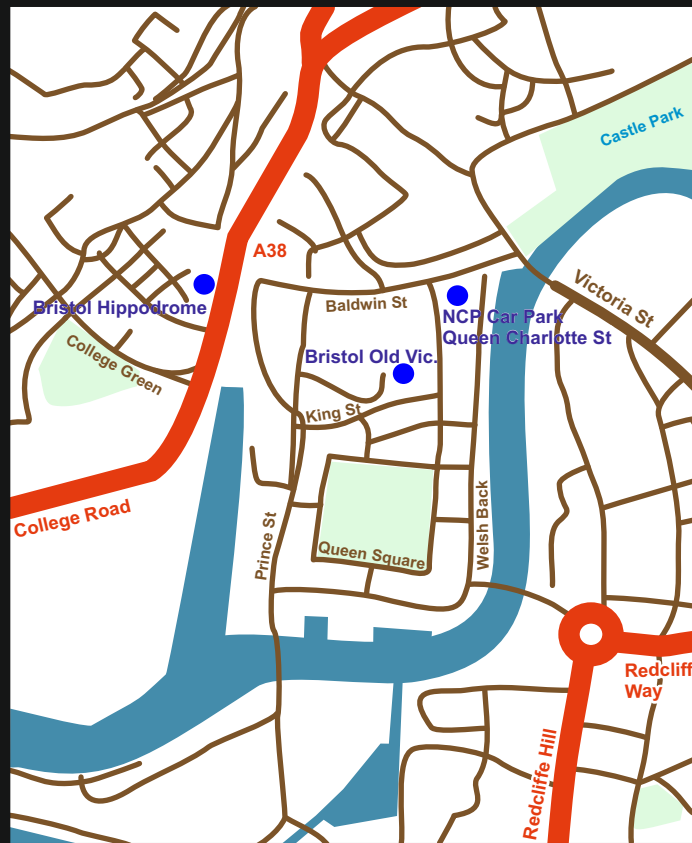 Castle Park
A38
Victoria St
Bristol Hippodrome
Baldwin St
NCP Car Park
Queen Charlotte St
College Green
Bristol Old Vic.
King St
College Road
Prince St
Queen Square
Welsh Back
Redcliff
Way
Redcliffe Hill